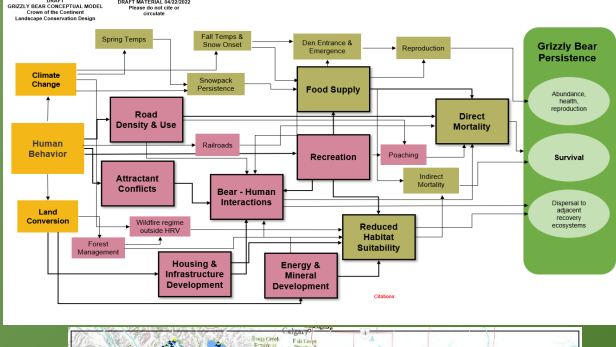 DRAFT
GRIZZLY BEAR CONCEPTUAL MODEL
Crown of the Continent
Landscape Conservation Design
DRAFT MATERIAL 04/22/2022
Please do not cite or
circulate
Spring Temps
Fall Temps &
Snow Onset
Den Entrance &
Emergence
Reproduction
Grizzly Bear
Persistence
Climate
Change
Snowpack
Persistence
Food Supply
Abundance,
health,
reproduction
Road
Density & Use
Direct
Mortality
Human
Behavior
Railroads
Recreation
Poaching
Survival
Attractant
Conflicts
Bear - Human
Interactions
Indirect
Mortality
Land
Conversion
Wildfire regime
outside HRV
Reduced
Habitat
Suitability
Dispersal to
adjacent
recovery
ecosystems
Forest
Management
Housing &
Infrastructure
Development
Energy &
Mineral
Development
Citations:
Calgary